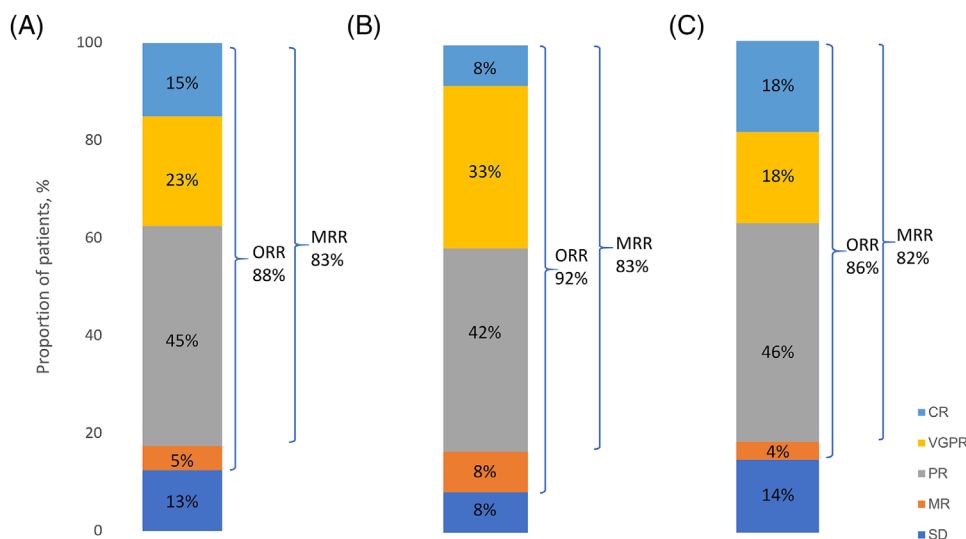 (A)
(B)
(C)
Proportion of patients, %
100
80
60
40
20
0
15%
23%
45%
5%
13%
ORR
88%
MRR
83%
8%
33%
42%
8%
8%
ORR
92%
MRR
83%
18%
18%
46%
4%
14%
ORR
86%
MRR
82%
CR
VGPR
PR
MR
SD